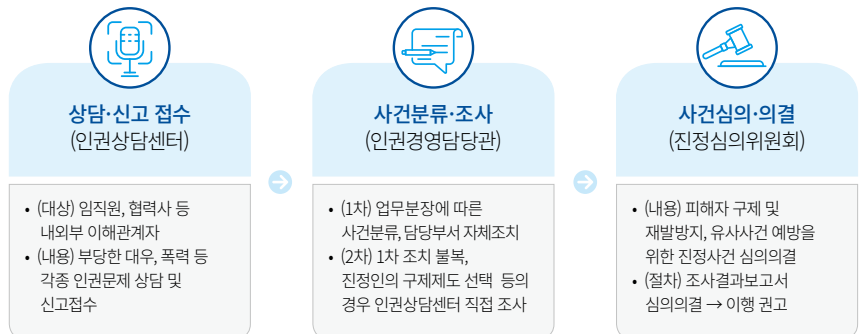 상담·신고 접수
(인권상담센터)
• (대상) 임직원, 협력사 등
내외부 이해관계자
• (내용) 부당한 대우, 폭력 등
각종 인권문제 상담 및
신고접수
사건분류·조사
(인권경영담당관)
• (1차) 업무분장에 따른
사건분류, 담당부서 자체조치
• (2차) 1차 조치 불복,
진정인의 구제제도 선택 등의
경우 인권상담센터 직접 조사
사건심의·의결
(진정심의위원회)
• (내용) 피해자 구제 및
재발방지, 유사사건 예방을
위한 진정사건 심의의결
• (절차) 조사결과보고서
심의의결 → 이행 권고